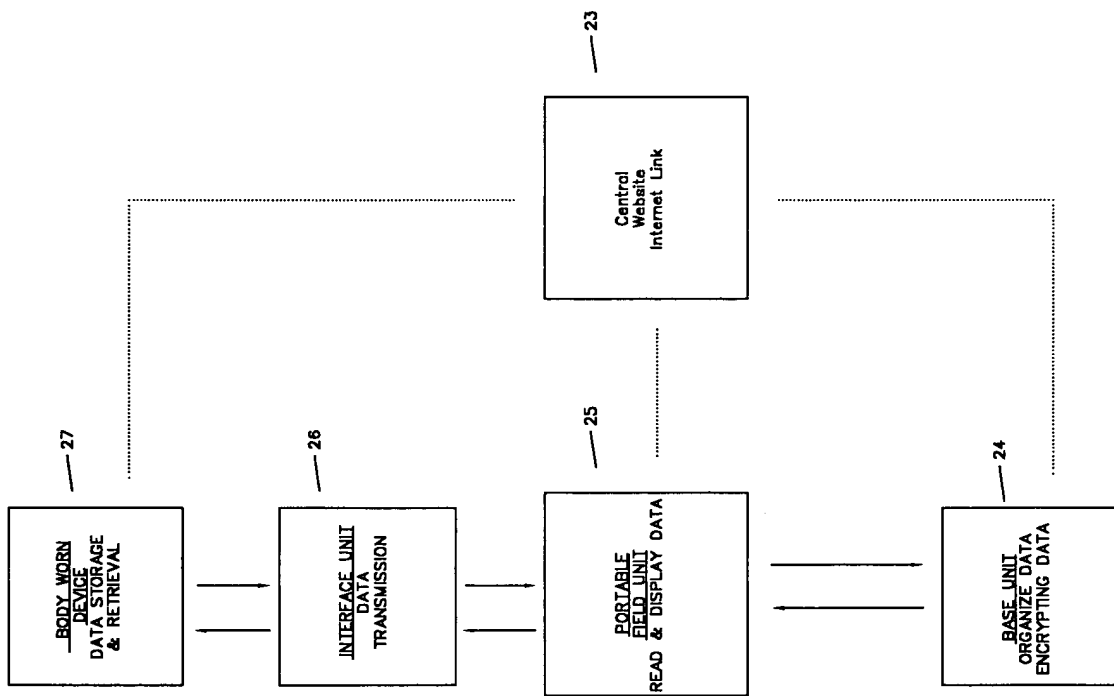 27
BODY WORN
DEVICE
DATA STORAGE
& RETRIEVAL
26
INTERFACE UNIT
DATA
TRANSMISSION
25
PORTABLE
FIELD UNIT
READ & DISPLAY DATA
24
BASE UNIT
ORGANIZE DATA
ENCRYPTING DATA
23
Central
Website
Internet Link